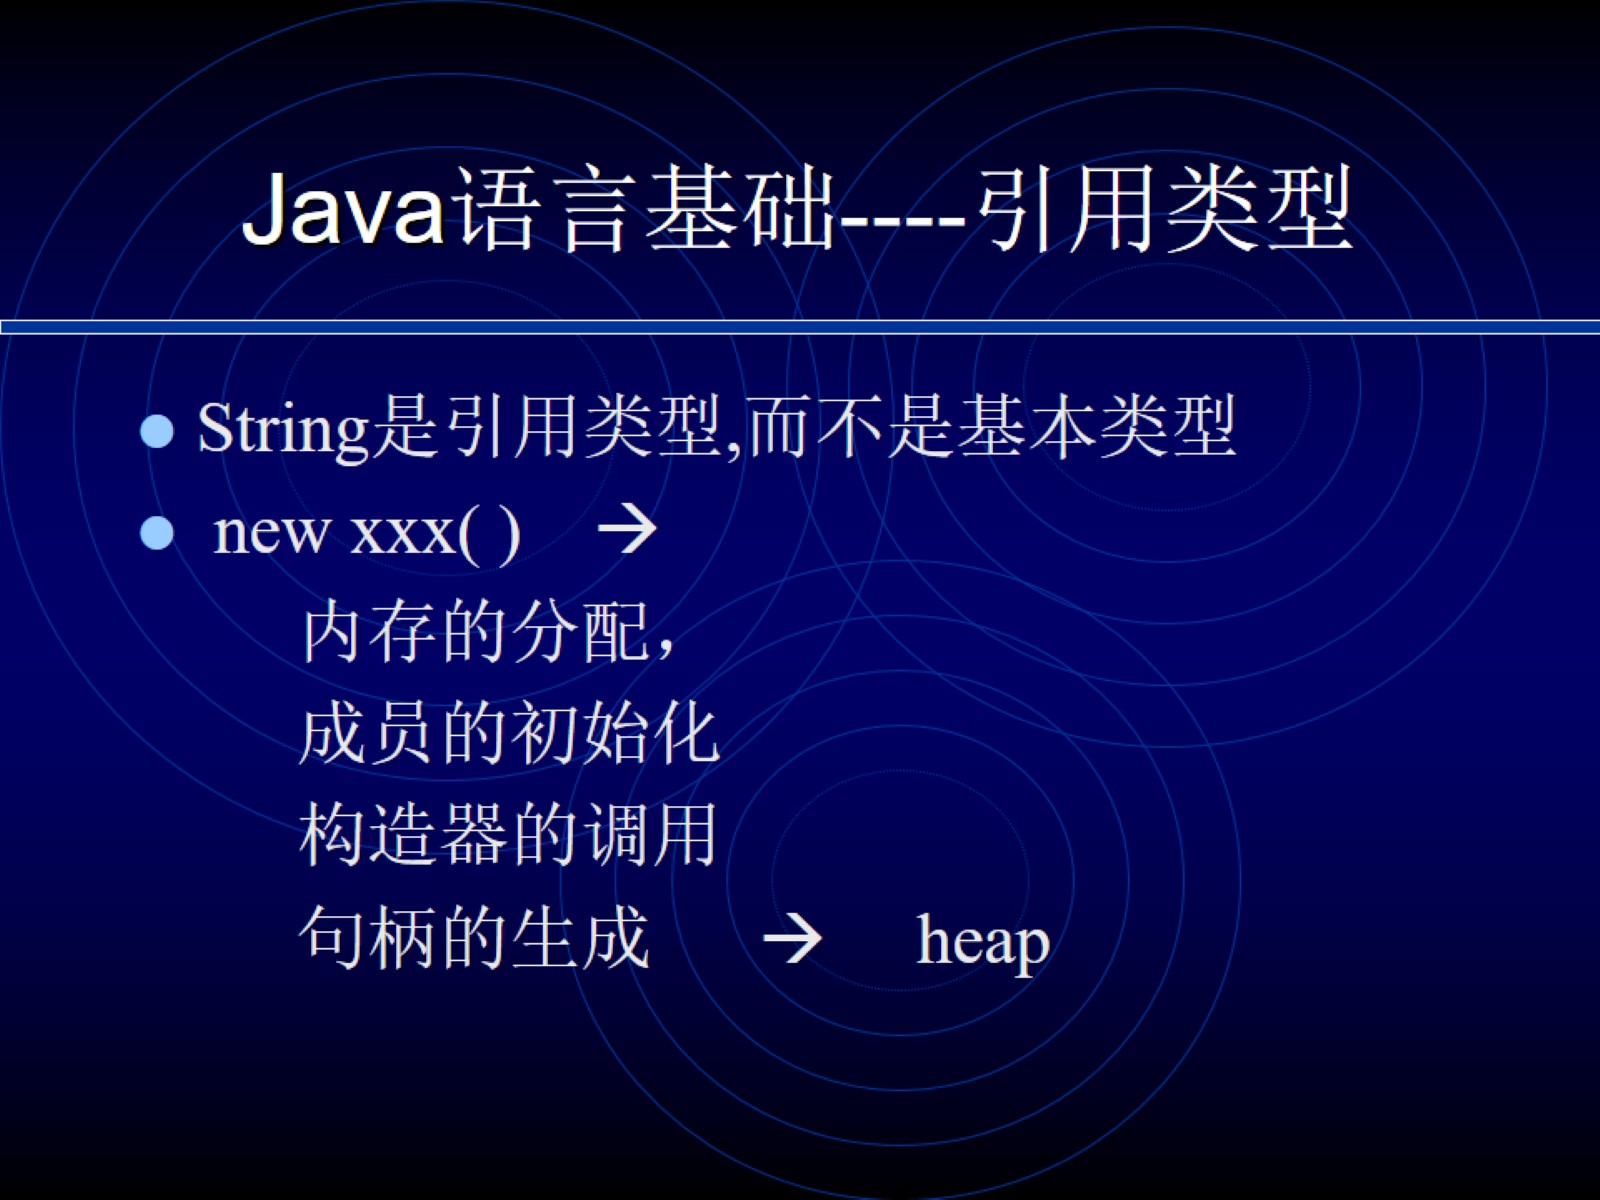 Java语言基础----引用类型
String是引用类型,而不是基本类型
new xxx( ) →
内存的分配，
成员的初始化
构造器的调用
句柄的生成 → heap